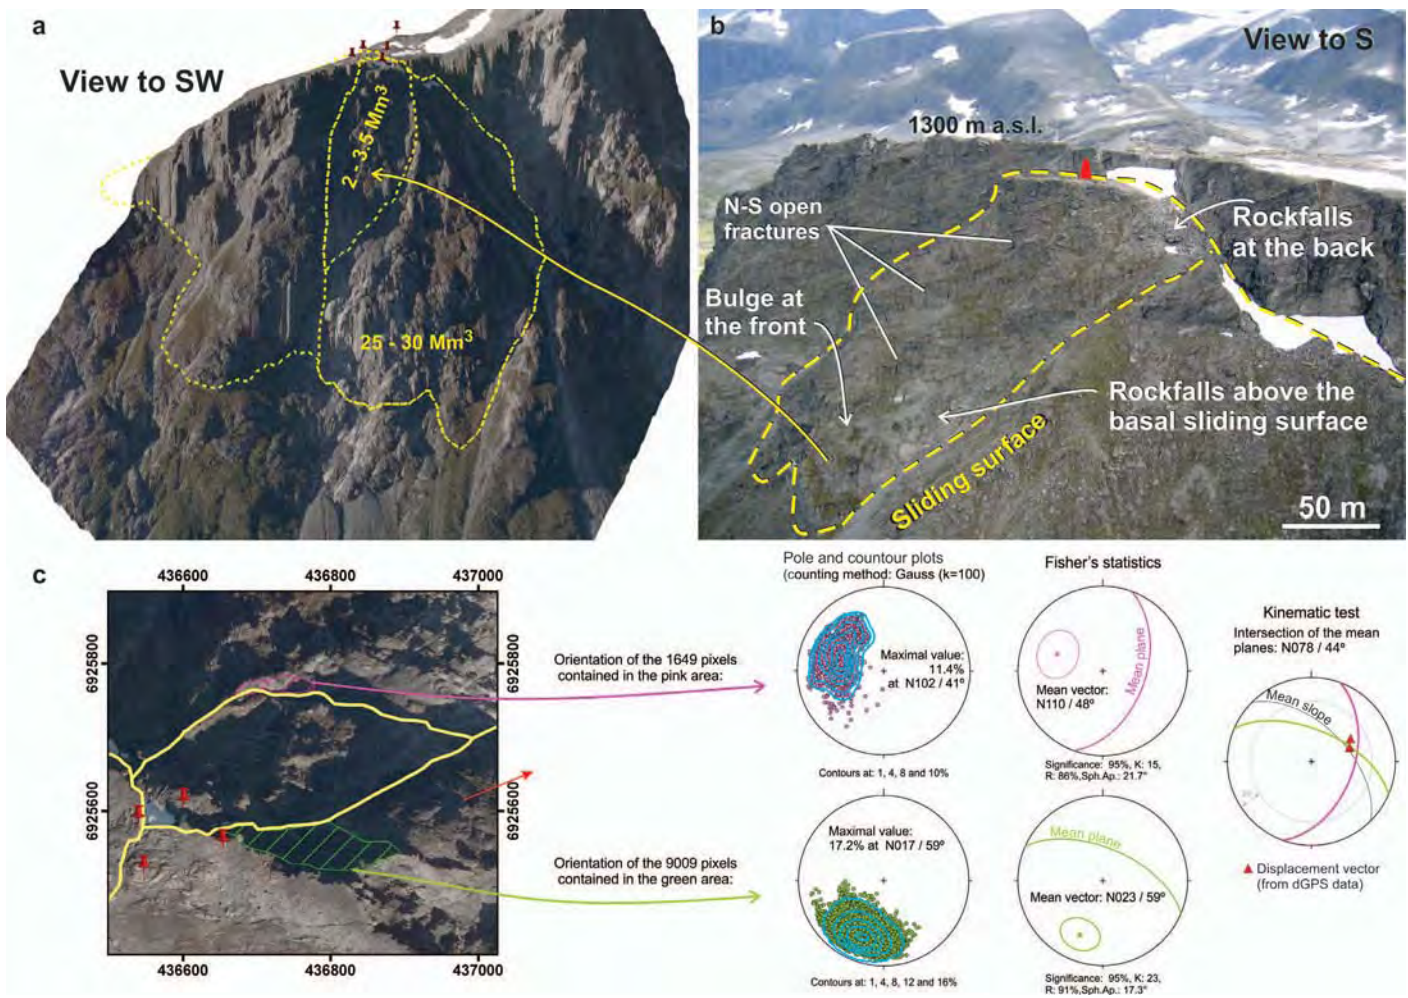 a
View to SW
2 - 3.5 Mm³
25 - 30 Mm³
b
View to S
1300 m a.s.l.
N-S open
fractures
Rockfalls
at the back
Bulge at
the front
Rockfalls above the
basal sliding surface
Sliding surface
50 m
c
436600
436800
437000
6925800
6925600
6925800
6925600
436600
436800
437000
Orientation of the 1649 pixels
contained in the pink area:
Orientation of the 9009 pixels
contained in the green area:
Pole and countour plots
(counting method: Gauss (k=100)
Maximal value:
11.4%
at N102 / 41º
Contours at: 1, 4, 8 and 10%
Maximal value:
17.2% at N017 / 59º
Contours at: 1, 4, 8, 12 and 16%
Fisher's statistics
Mean plane
Mean vector:
N110 / 48º
Significance: 95%, K: 15,
R: 86%,Sph.Ap.: 21.7°
Mean plane
Mean vector: N023 / 59º
Significance: 95%, K: 23,
R: 91%,Sph.Ap.: 17.3°
Kinematic test
Intersection of the mean
planes: N078 / 44º
Mean slope
Displacement vector
(from dGPS data)